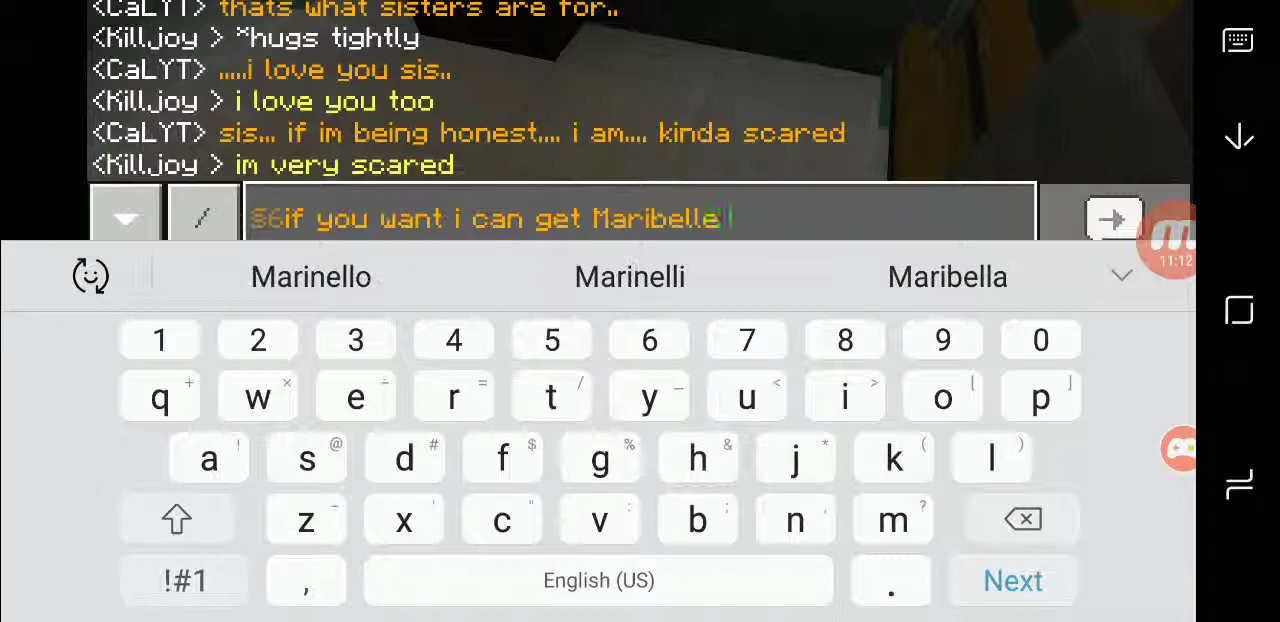 <CaLYT> thats what sisters are for..
<Killjoy > *hugs tightly
<CaLYT> .....i love you sis..
<Killjoy > i love you too
<CaLYT> sis... if im being honest.... i am.... kinda scared
<Killjoy > im very scared
/ §6if you want i can get Maribelle
11:12
Marinello Marinelli Maribella
1 2 3 4 5 6 7 8 9 0
q + w × e ÷ r = t / y _ u < i > o [ p ]
a ! s @ d # f $ g % h & j * k ( l )
z - x ' c " v : b ; n , m ?
!#1 , English (US) . Next